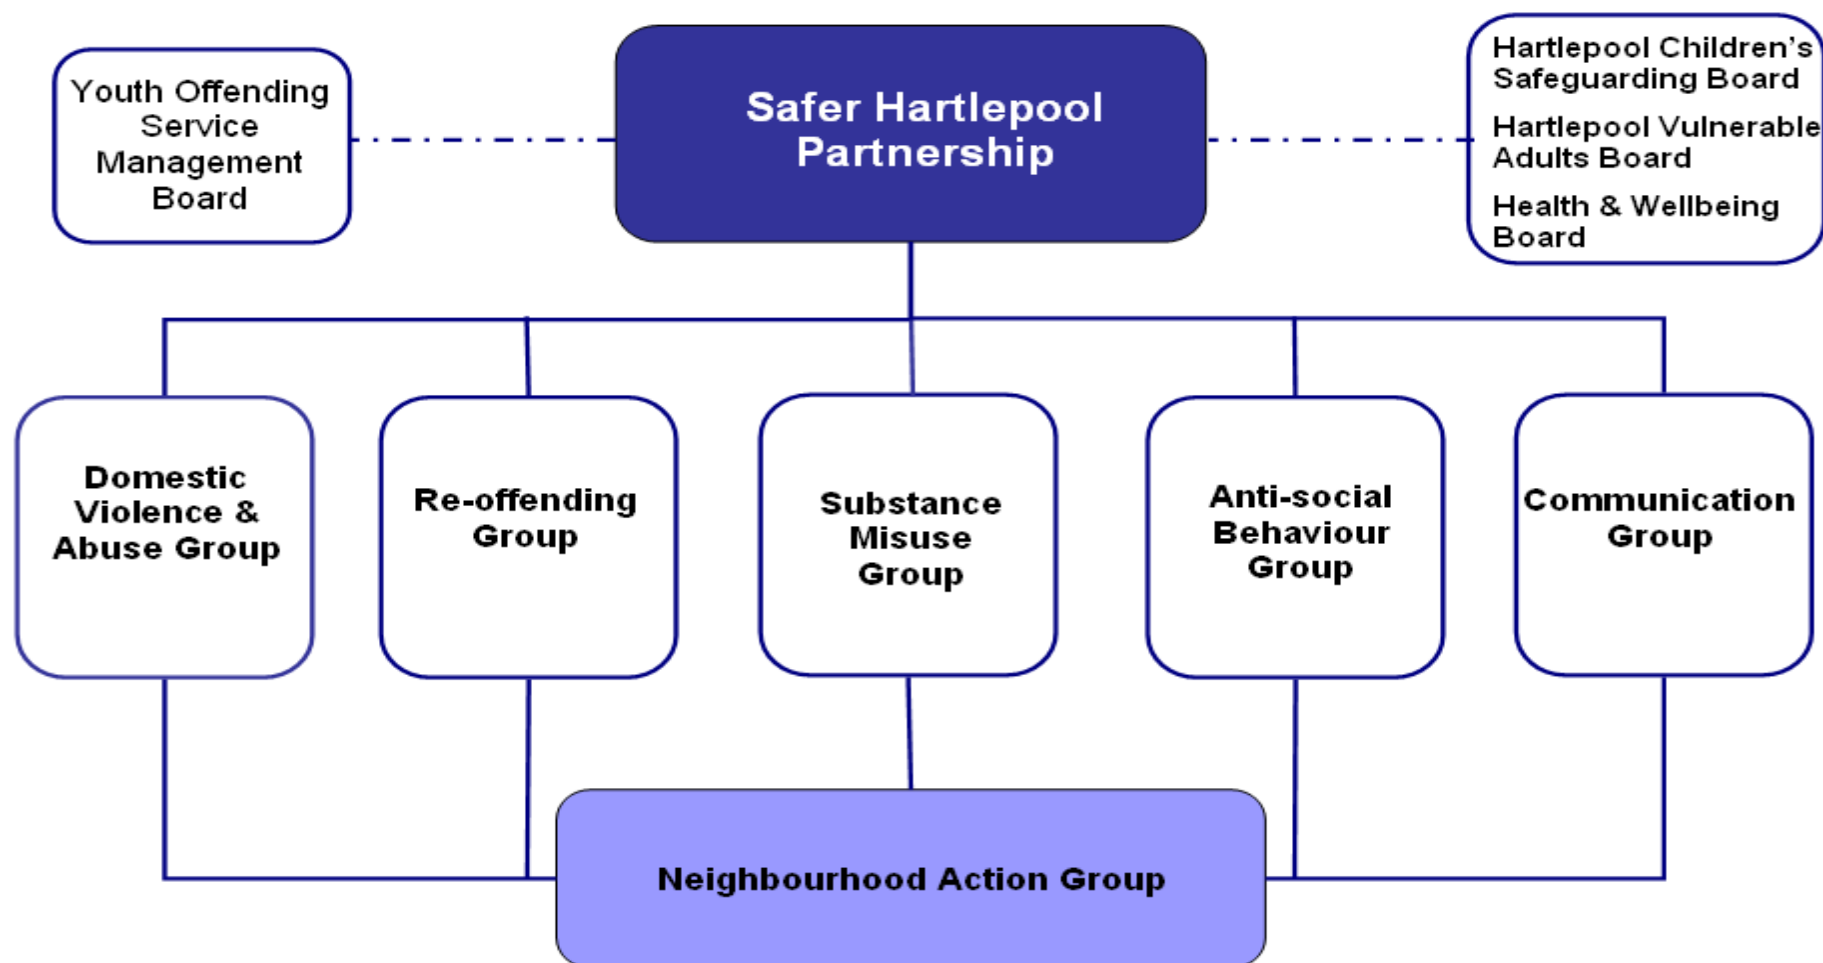 Youth Offending
Service
Management
Board
Safer Hartlepool
Partnership
Hartlepool Children's
Safeguarding Board
Hartlepool Vulnerable
Adults Board
Health & Wellbeing
Board
Domestic
Violence &
Abuse Group
Re-offending
Group
Substance
Misuse
Group
Anti-social
Behaviour
Group
Communication
Group
Neighbourhood Action Group